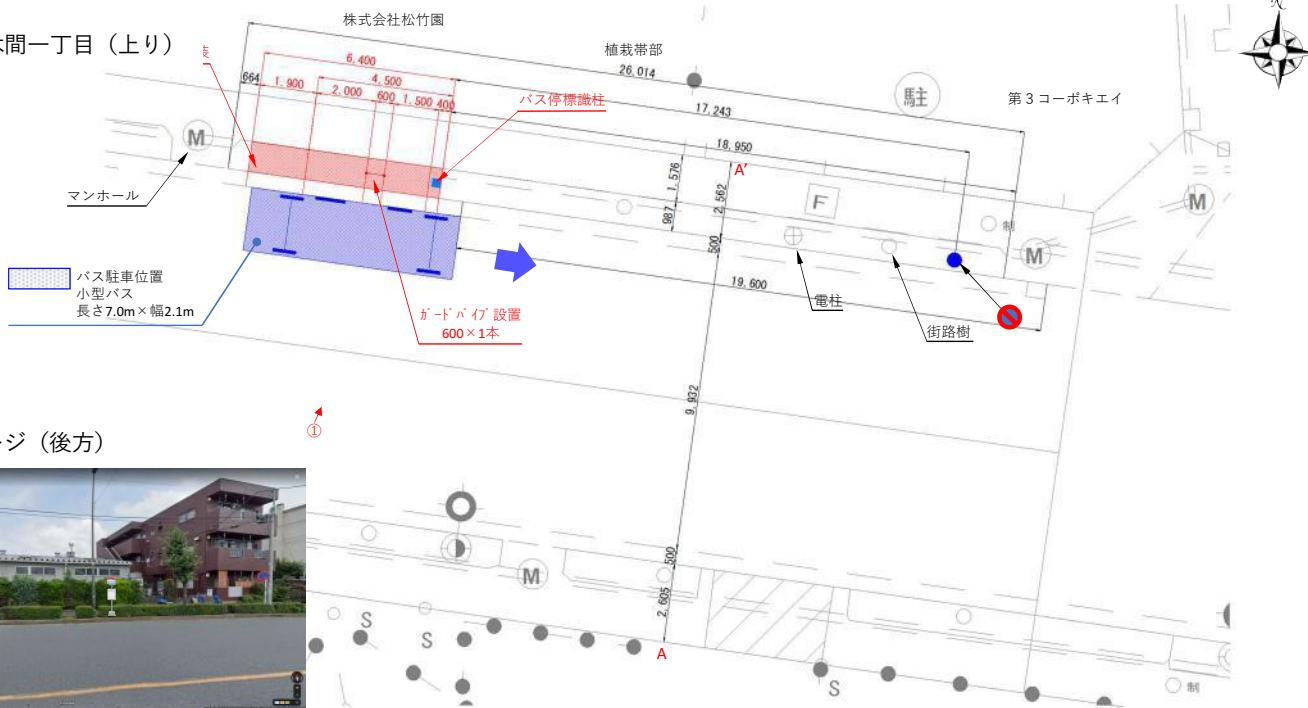 株式会社松竹園
間一丁目（上り）
植栽帯部
26,014
6,400
664
1,900
4,500
2,000
600
1,500
400
バス停標識柱
17,243
駐
第３コーポキエイ
18,950
M
マンホール
1,576
2,562
987
500
A'
F
制
M
M
バス駐車位置
小型バス
長さ7.0m×幅2.1m
ｶﾞｰﾄﾞﾊﾟｲﾌﾟ設置
600×1本
19,600
電柱
街路樹
9,932
①
ジ（後方）
M
500
2,605
A
S
S
S
制